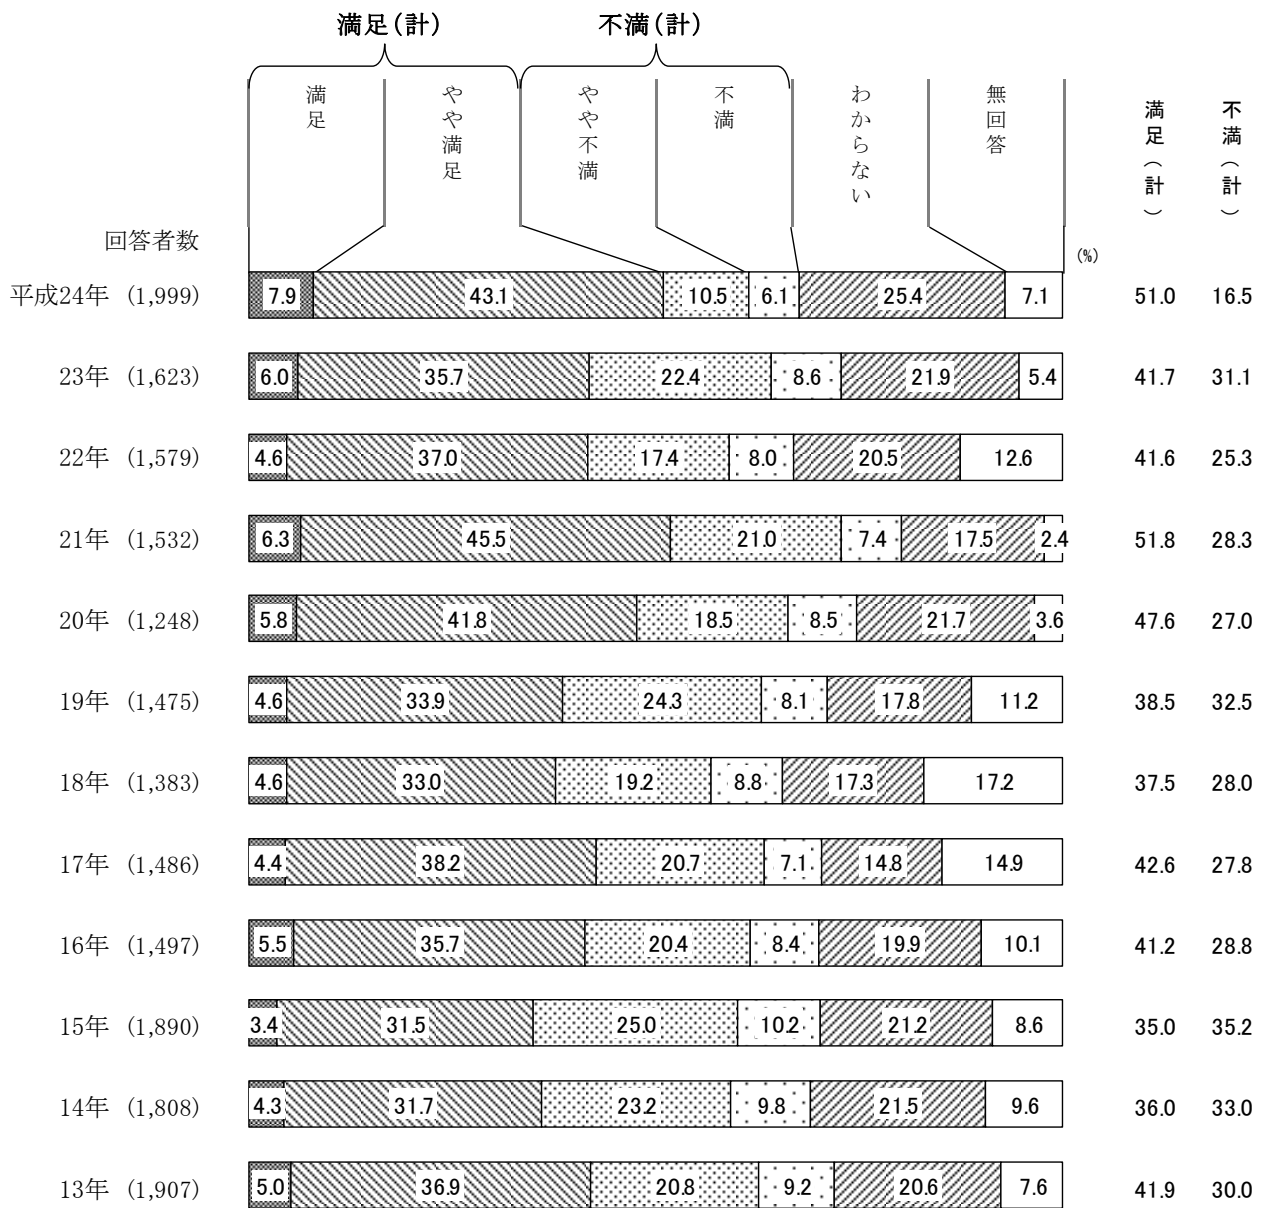 満足(計) 不満(計)
満足 やや満足 やや不満 不満 わからない 無回答 満足(計) 不満(計)
回答者数
(%)
平成24年 (1,999) 7.9 43.1 10.5 6.1 25.4 7.1 51.0 16.5
23年 (1,623) 6.0 35.7 22.4 8.6 21.9 5.4 41.7 31.1
22年 (1,579) 4.6 37.0 17.4 8.0 20.5 12.6 41.6 25.3
21年 (1,532) 6.3 45.5 21.0 7.4 17.5 2.4 51.8 28.3
20年 (1,248) 5.8 41.8 18.5 8.5 21.7 3.6 47.6 27.0
19年 (1,475) 4.6 33.9 24.3 8.1 17.8 11.2 38.5 32.5
18年 (1,383) 4.6 33.0 19.2 8.8 17.3 17.2 37.5 28.0
17年 (1,486) 4.4 38.2 20.7 7.1 14.8 14.9 42.6 27.8
16年 (1,497) 5.5 35.7 20.4 8.4 19.9 10.1 41.2 28.8
15年 (1,890) 3.4 31.5 25.0 10.2 21.2 8.6 35.0 35.2
14年 (1,808) 4.3 31.7 23.2 9.8 21.5 9.6 36.0 33.0
13年 (1,907) 5.0 36.9 20.8 9.2 20.6 7.6 41.9 30.0